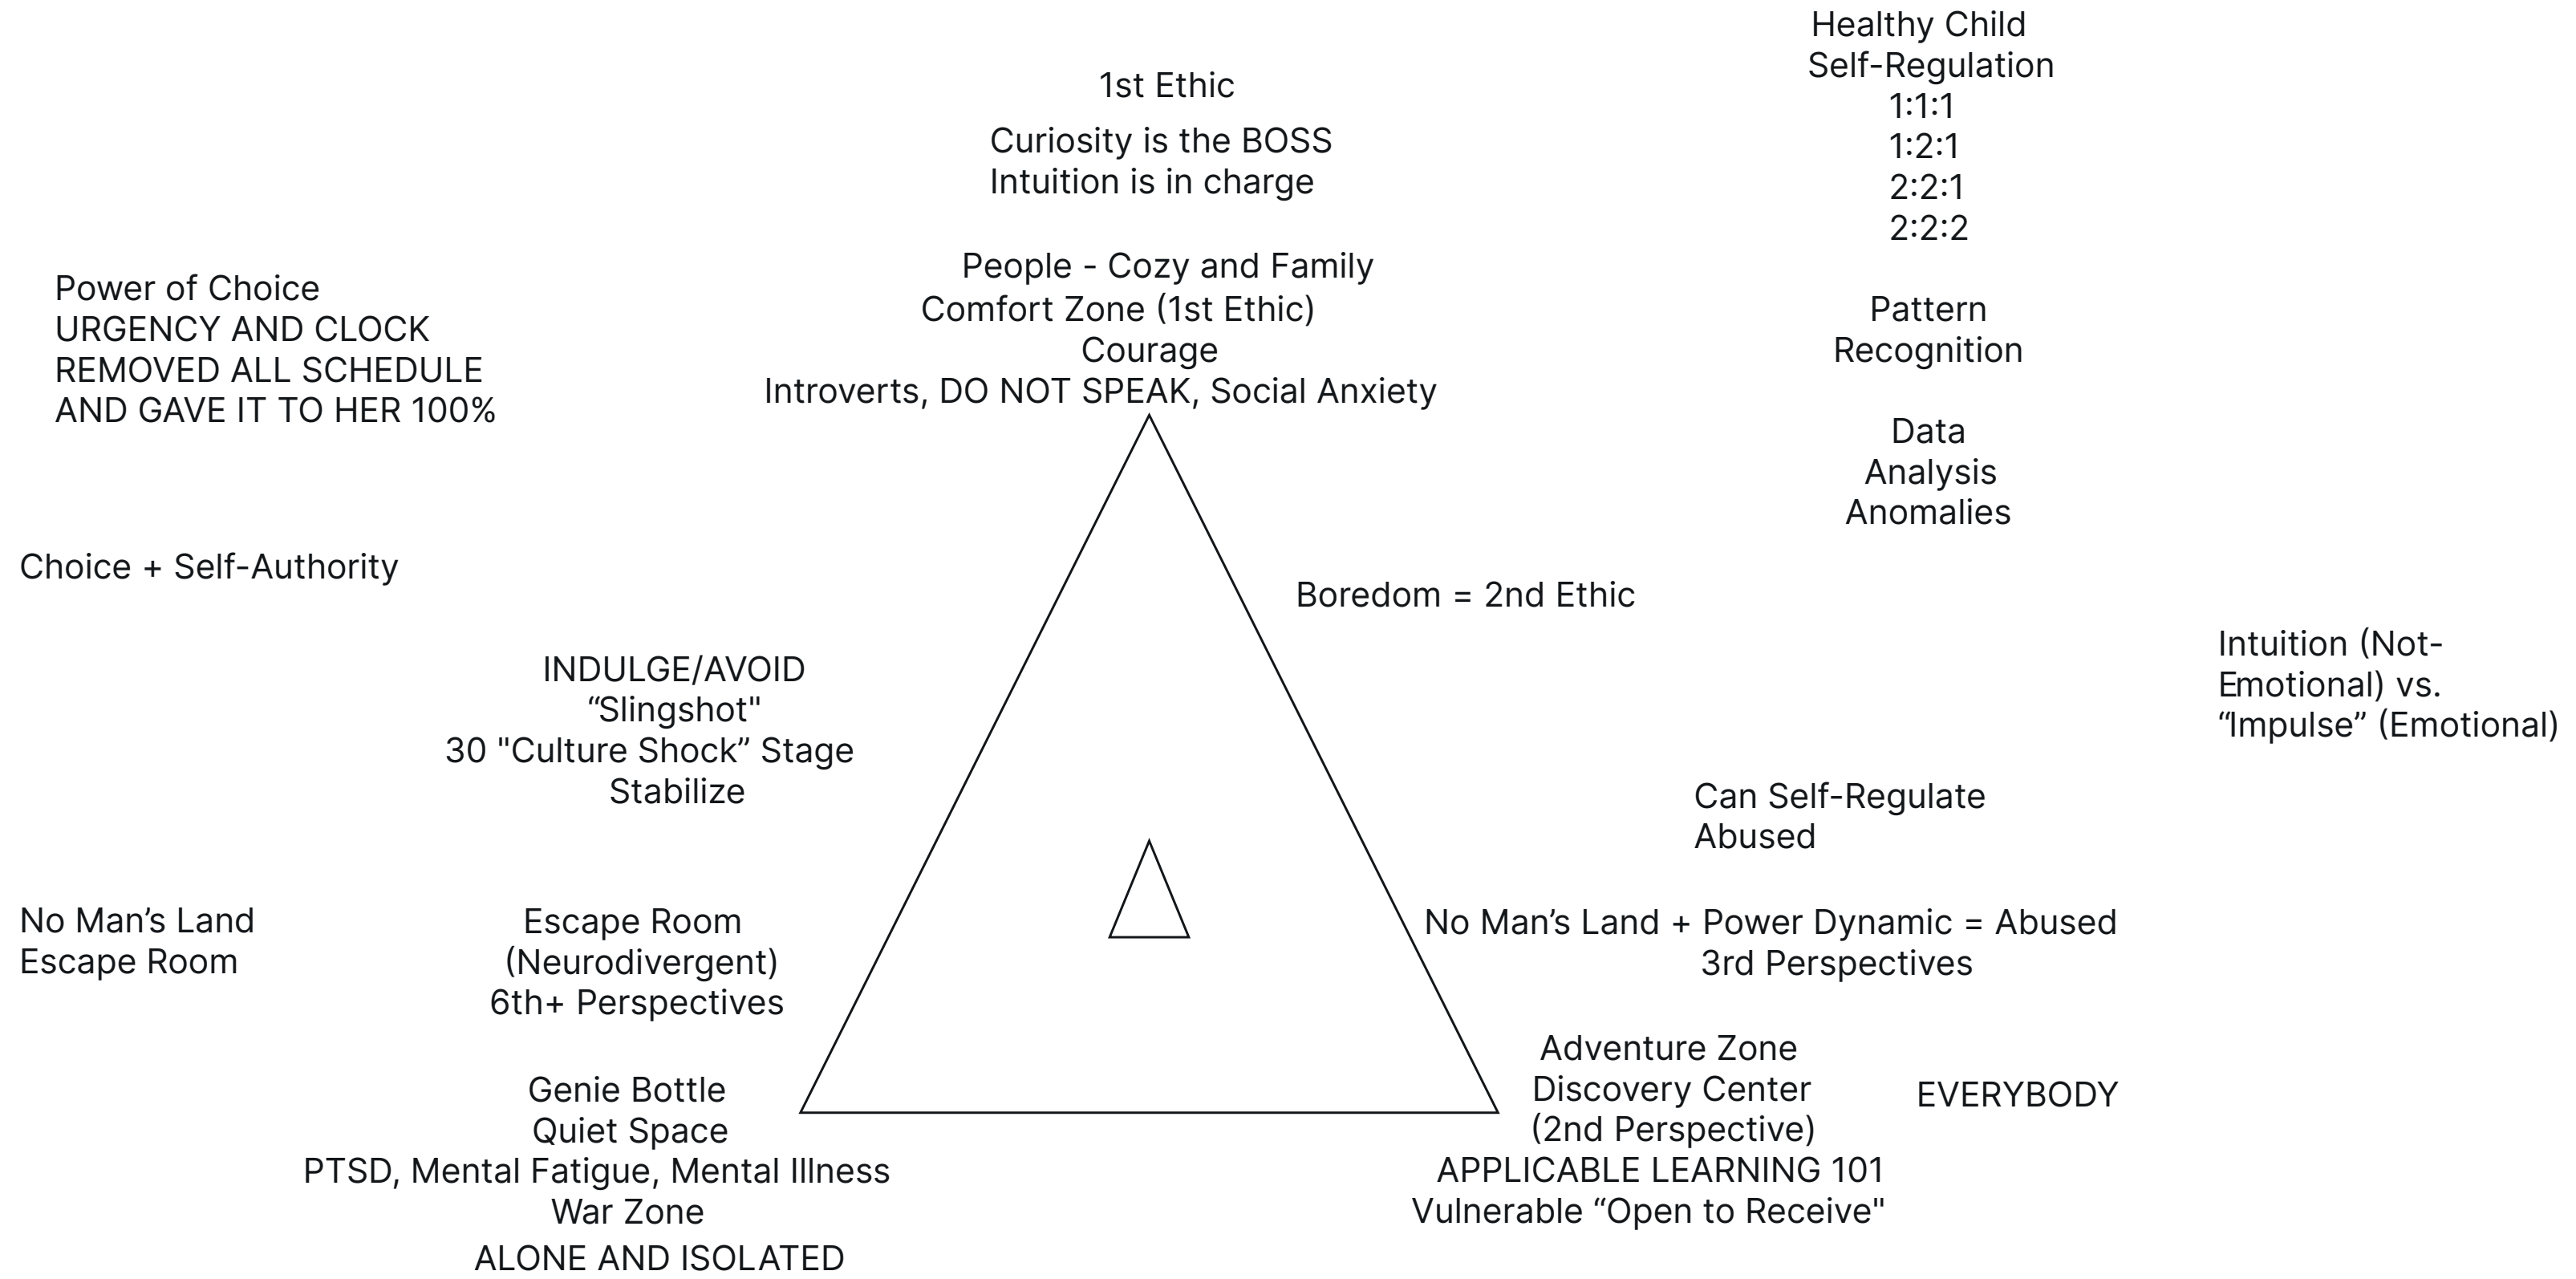 Healthy Child
Self-Regulation
1:1:1
1:2:1
2:2:1
2:2:2
1st Ethic
Curiosity is the BOSS
Intuition is in charge
People - Cozy and Family
Comfort Zone (1st Ethic)
Courage
Introverts, DO NOT SPEAK, Social Anxiety
Power of Choice
URGENCY AND CLOCK
REMOVED ALL SCHEDULE
AND GAVE IT TO HER 100%
Pattern
Recognition
Data
Analysis
Anomalies
Choice + Self-Authority
Boredom = 2nd Ethic
INDULGE/AVOID
“Slingshot"
30 "Culture Shock” Stage
Stabilize
Intuition (Not-
Emotional) vs.
“Impulse” (Emotional)
Can Self-Regulate
Abused
No Man’s Land
Escape Room
Escape Room
(Neurodivergent)
6th+ Perspectives
No Man’s Land + Power Dynamic = Abused
3rd Perspectives
Genie Bottle
Quiet Space
PTSD, Mental Fatigue, Mental Illness
War Zone
ALONE AND ISOLATED
Adventure Zone
Discovery Center
(2nd Perspective)
APPLICABLE LEARNING 101
Vulnerable “Open to Receive"
EVERYBODY